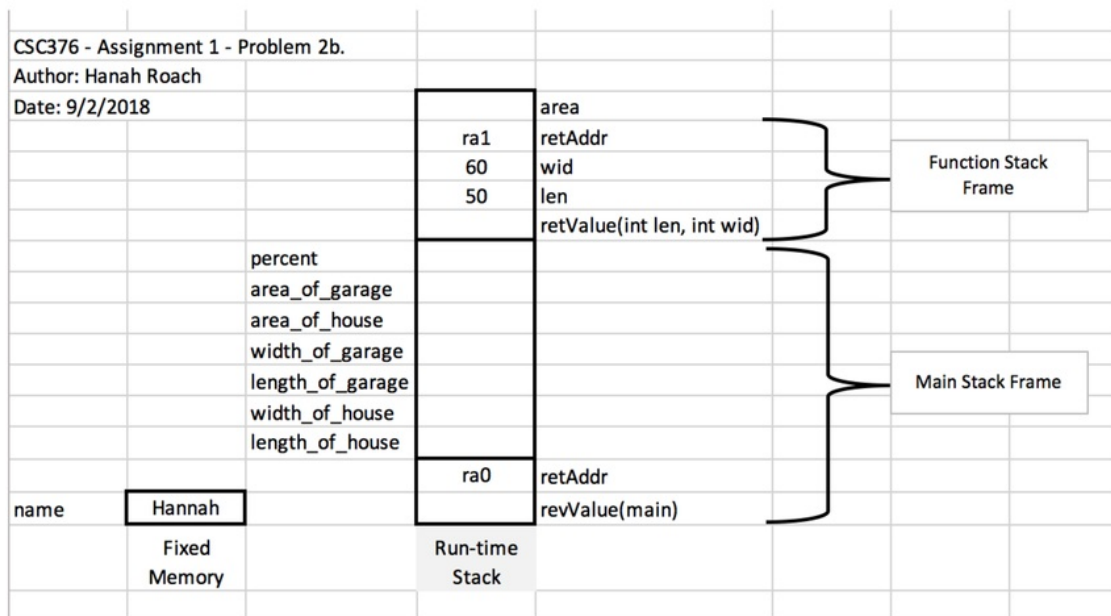 CSC376 - Assignment 1 - Problem 2b.
Author: Hanah Roach
Date: 9/2/2018
area
ra1 retAddr
60 wid
50 len
retValue(int len, int wid)
Function Stack
Frame
percent
area_of_garage
area_of_house
width_of_garage
length_of_garage
width_of_house
length_of_house
Main Stack Frame
ra0 retAddr
name Hannah revValue(main)
Fixed
Memory
Run-time
Stack